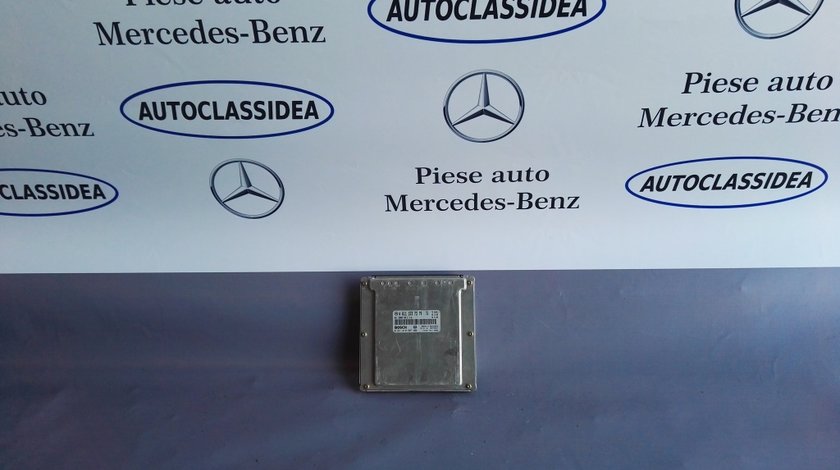 Piese auto
Mercedes-Benz
AUTOCLASSIDEA
uto
es-Benz
AUTOCLASSIDEA
Piese auto
Mercedes-Benz
CLASSIDEA
Piese auto
Mercedes-Benz
AUTOCLASSIDEA
BOSCH